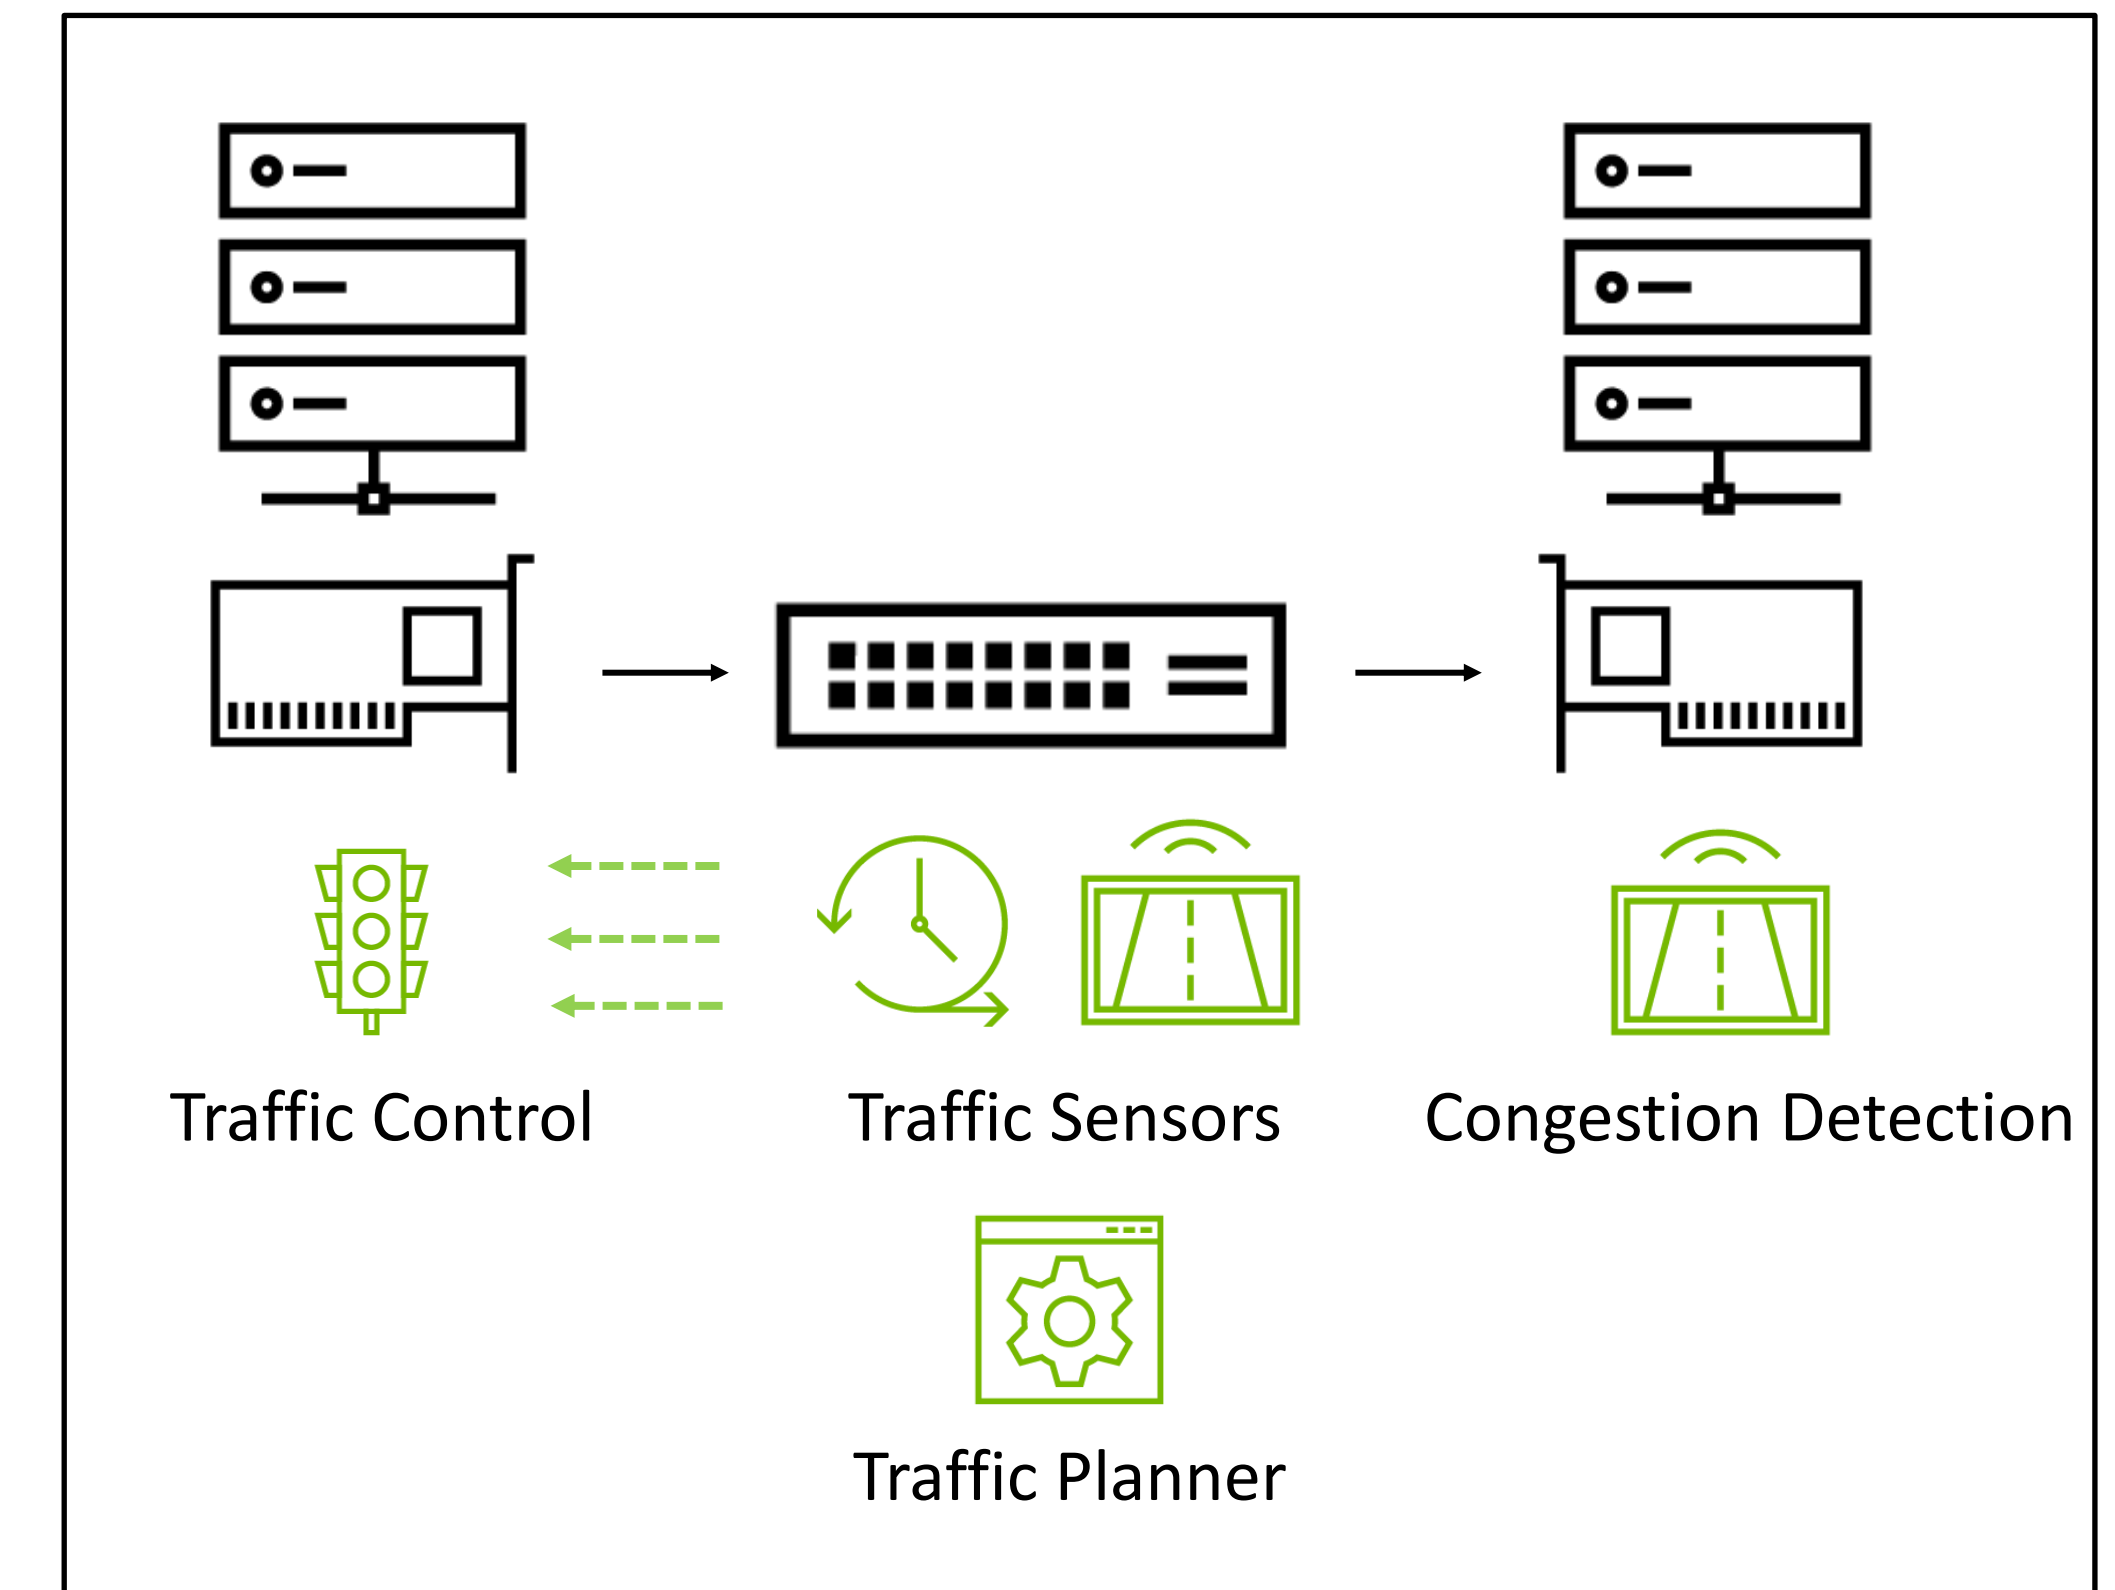 Traffic Control
Traffic Sensors
Congestion Detection
Traffic Planner